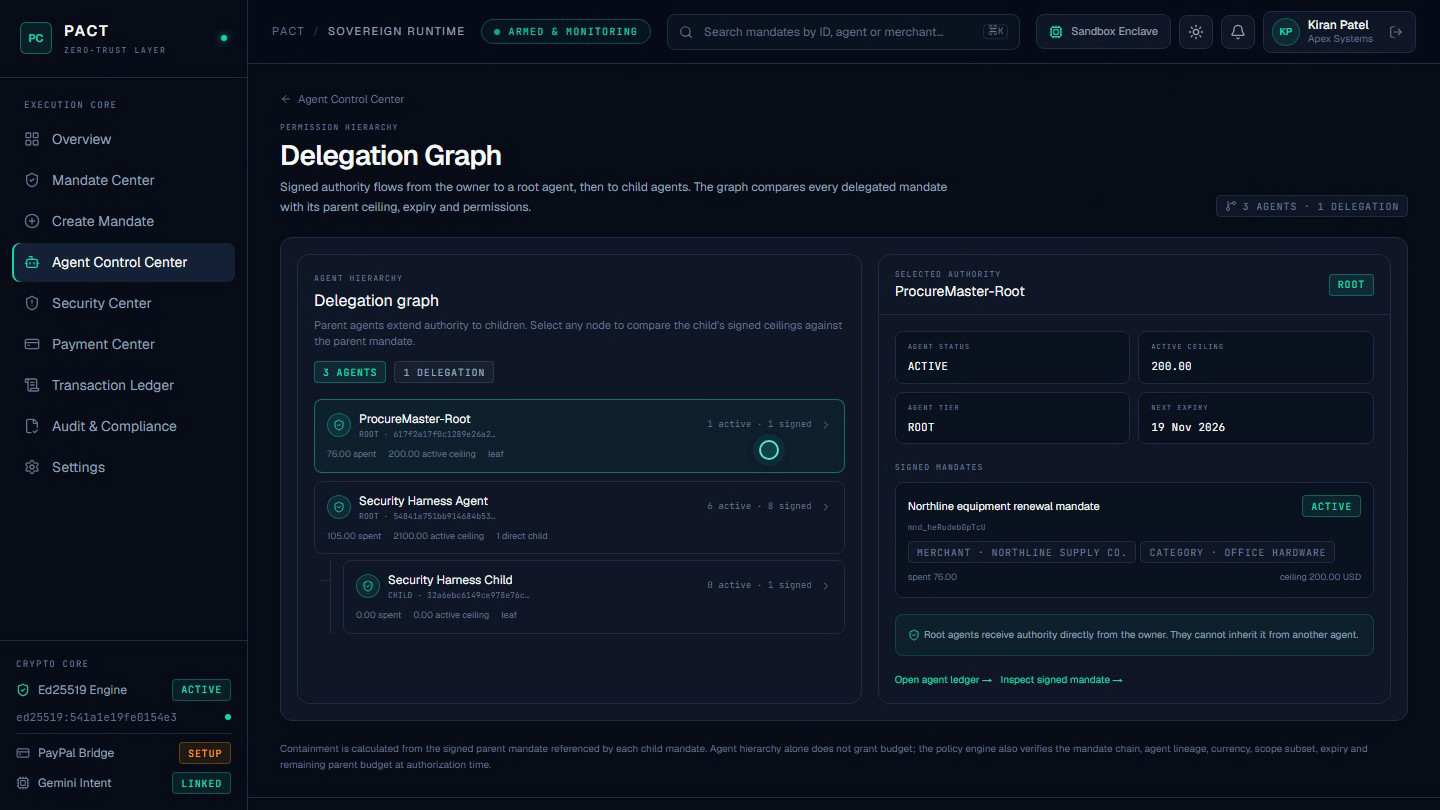 PC
PACT
ZERO-TRUST LAYER
EXECUTION CORE
Overview
Mandate Center
Create Mandate
Agent Control Center
Security Center
Payment Center
Transaction Ledger
Audit & Compliance
Settings
CRYPTO CORE
Ed25519 Engine
ACTIVE
ed25519:541a1e19fe0154e3
PayPal Bridge
SETUP
Gemini Intent
LINKED
PACT / SOVEREIGN RUNTIME
ARMED & MONITORING
Search mandates by ID, agent or merchant...
⌘K
Sandbox Enclave
KP
Kiran Patel
Apex Systems
← Agent Control Center
PERMISSION HIERARCHY
Delegation Graph
Signed authority flows from the owner to a root agent, then to child agents. The graph compares every delegated mandate
with its parent ceiling, expiry and permissions.
3 AGENTS · 1 DELEGATION
AGENT HIERARCHY
Delegation graph
Parent agents extend authority to children. Select any node to compare the child's signed ceilings against
the parent mandate.
3 AGENTS
1 DELEGATION
ProcureMaster-Root
ROOT · 617f2a17f0c1289e26a2…
1 active · 1 signed
76.00 spent 200.00 active ceiling leaf
Security Harness Agent
ROOT · 54841a751bb914684b53…
6 active · 8 signed
105.00 spent 2100.00 active ceiling 1 direct child
Security Harness Child
CHILD · 32a6ebc6149ce978e76c…
0 active · 1 signed
0.00 spent 0.00 active ceiling leaf
SELECTED AUTHORITY
ProcureMaster-Root
ROOT
AGENT STATUS
ACTIVE
ACTIVE CEILING
200.00
AGENT TIER
ROOT
NEXT EXPIRY
19 Nov 2026
SIGNED MANDATES
Northline equipment renewal mandate
ACTIVE
mnd_heRudwbDpTcU
MERCHANT · NORTHLINE SUPPLY CO.
CATEGORY · OFFICE HARDWARE
spent 76.00
ceiling 200.00 USD
Root agents receive authority directly from the owner. They cannot inherit it from another agent.
Open agent ledger → Inspect signed mandate →
Containment is calculated from the signed parent mandate referenced by each child mandate. Agent hierarchy alone does not grant budget; the policy engine also verifies the mandate chain, agent lineage, currency, scope subset, expiry and
remaining parent budget at authorization time.